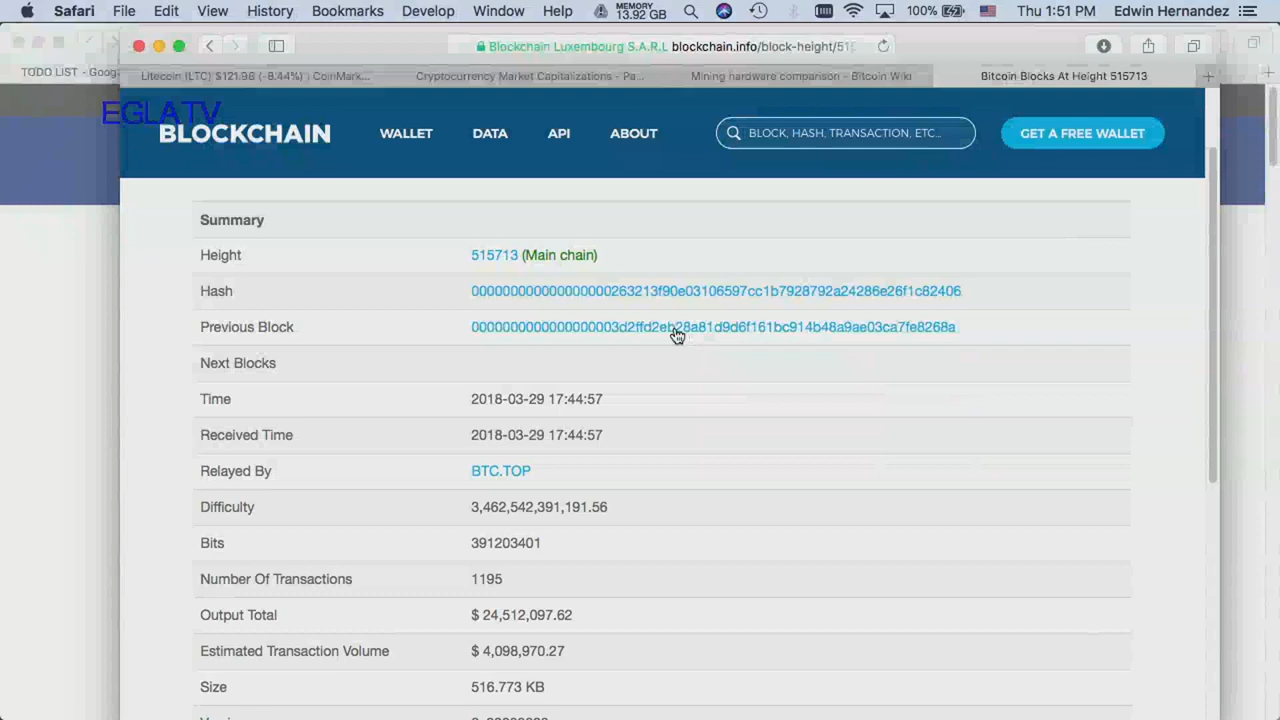 Safari File Edit View History Bookmarks Develop Window Help MEMORY 13.92 GB 100% Thu 1:51 PM Edwin Hernandez
Blockchain Luxembourg S.A.R.L blockchain.info/block-height/51
TODO LIST - Goog
Litecoin (LTC) $121.98 (-8.44%) | CoinMark... Cryptocurrency Market Capitalizations - Pa... Mining hardware comparison - Bitcoin Wiki Bitcoin Blocks At Height 515713
EGLATV
BLOCKCHAIN WALLET DATA API ABOUT BLOCK, HASH, TRANSACTION, ETC... GET A FREE WALLET
Summary
Height 515713 (Main chain)
Hash 000000000000000000263213f90e03106597cc1b7928792a24286e26f1c82406
Previous Block 0000000000000000003d2ffd2eb28a81d9d6f161bc914b48a9ae03ca7fe8268a
Next Blocks
Time 2018-03-29 17:44:57
Received Time 2018-03-29 17:44:57
Relayed By BTC.TOP
Difficulty 3,462,542,391,191.56
Bits 391203401
Number Of Transactions 1195
Output Total $ 24,512,097.62
Estimated Transaction Volume $ 4,098,970.27
Size 516.773 KB